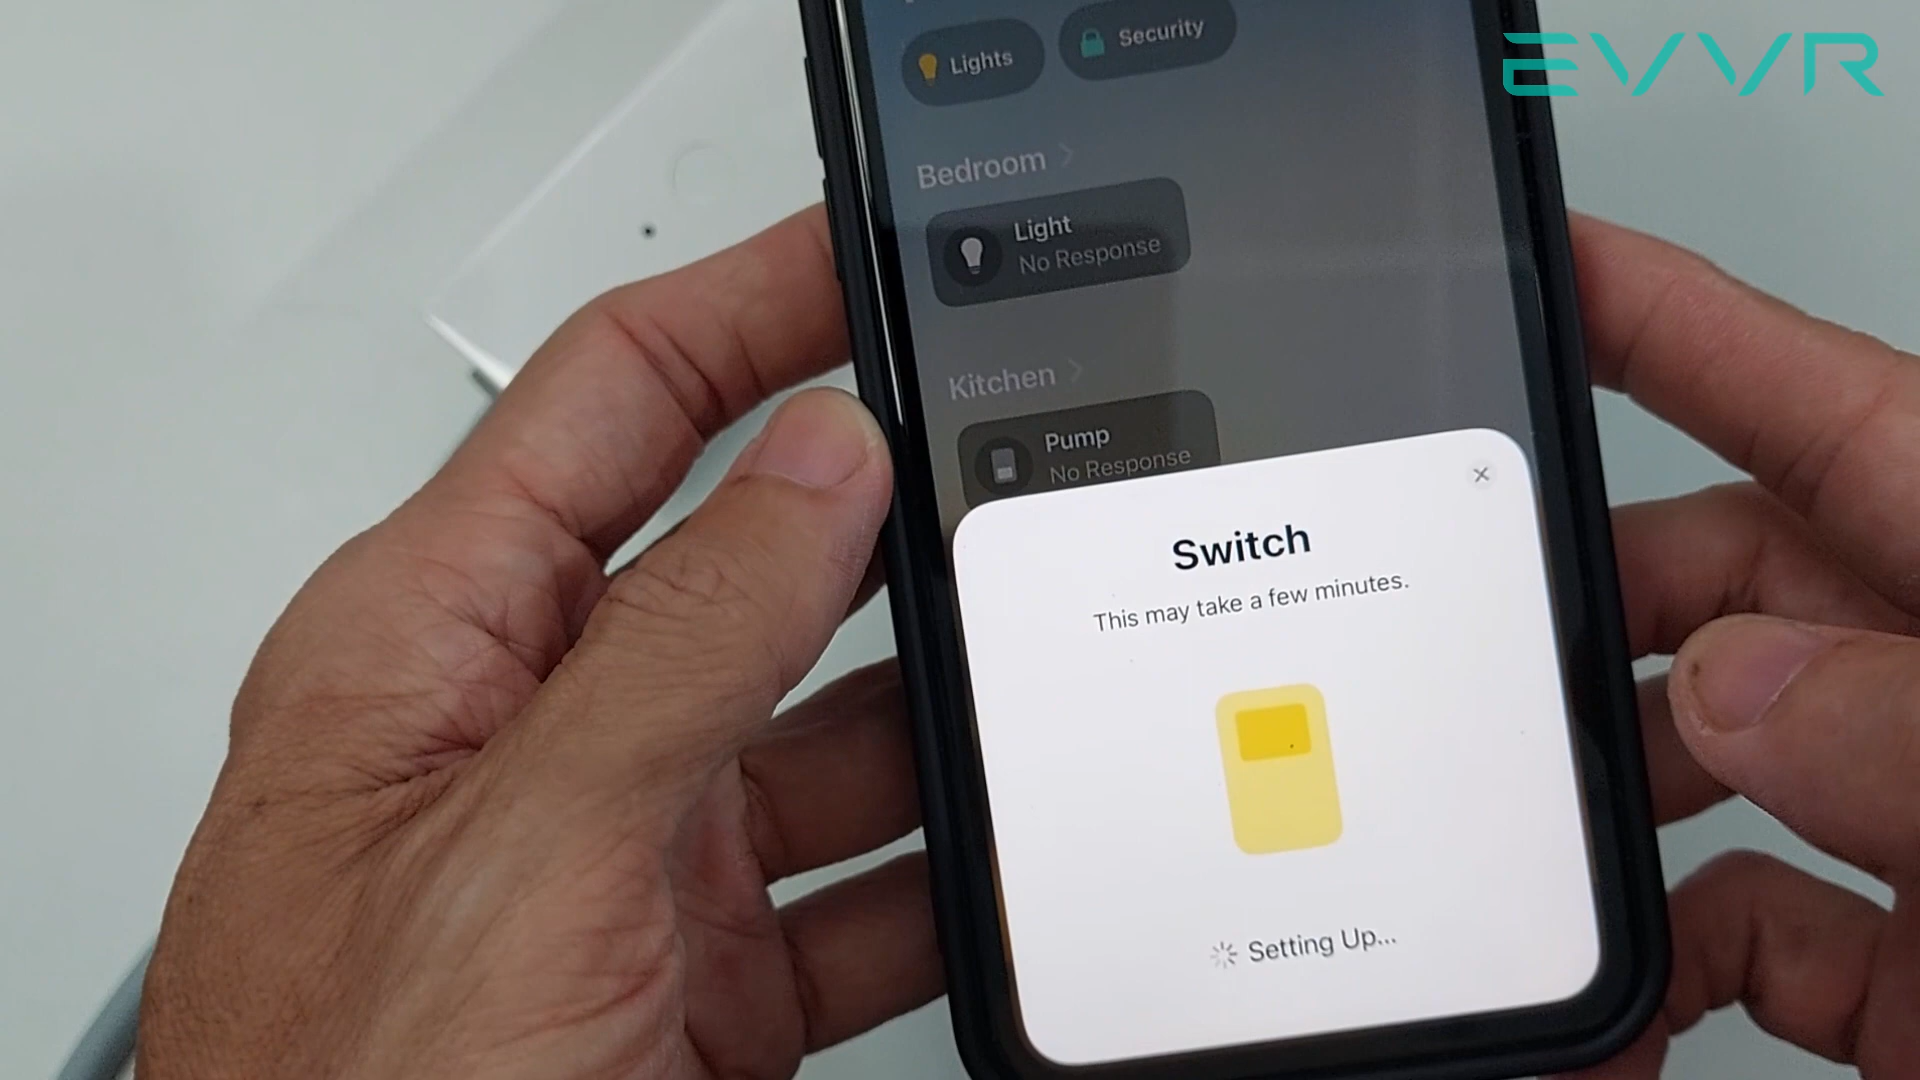 EVVR
Lights
Security
Bedroom
Light
No Response
Kitchen
Pump
No Response
Switch
This may take a few minutes.
Setting Up...